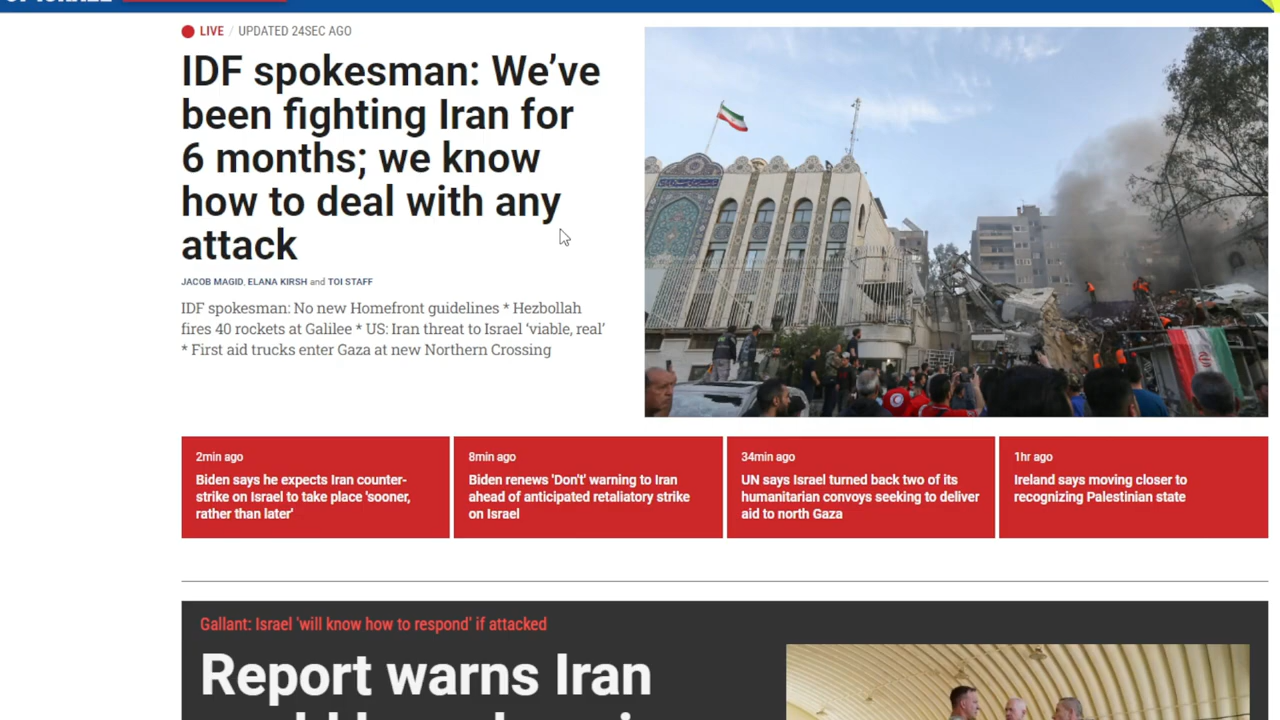 LIVE / UPDATED 24SEC AGO
IDF spokesman: We’ve
been fighting Iran for
6 months; we know
how to deal with any
attack
JACOB MAGID, ELANA KIRSH and TOI STAFF
IDF spokesman: No new Homefront guidelines * Hezbollah
fires 40 rockets at Galilee * US: Iran threat to Israel ‘viable, real’
* First aid trucks enter Gaza at new Northern Crossing
2min ago
Biden says he expects Iran counter-
strike on Israel to take place 'sooner,
rather than later'
8min ago
Biden renews 'Don't' warning to Iran
ahead of anticipated retaliatory strike
on Israel
34min ago
UN says Israel turned back two of its
humanitarian convoys seeking to deliver
aid to north Gaza
1hr ago
Ireland says moving closer to
recognizing Palestinian state
Gallant: Israel 'will know how to respond' if attacked
Report warns Iran